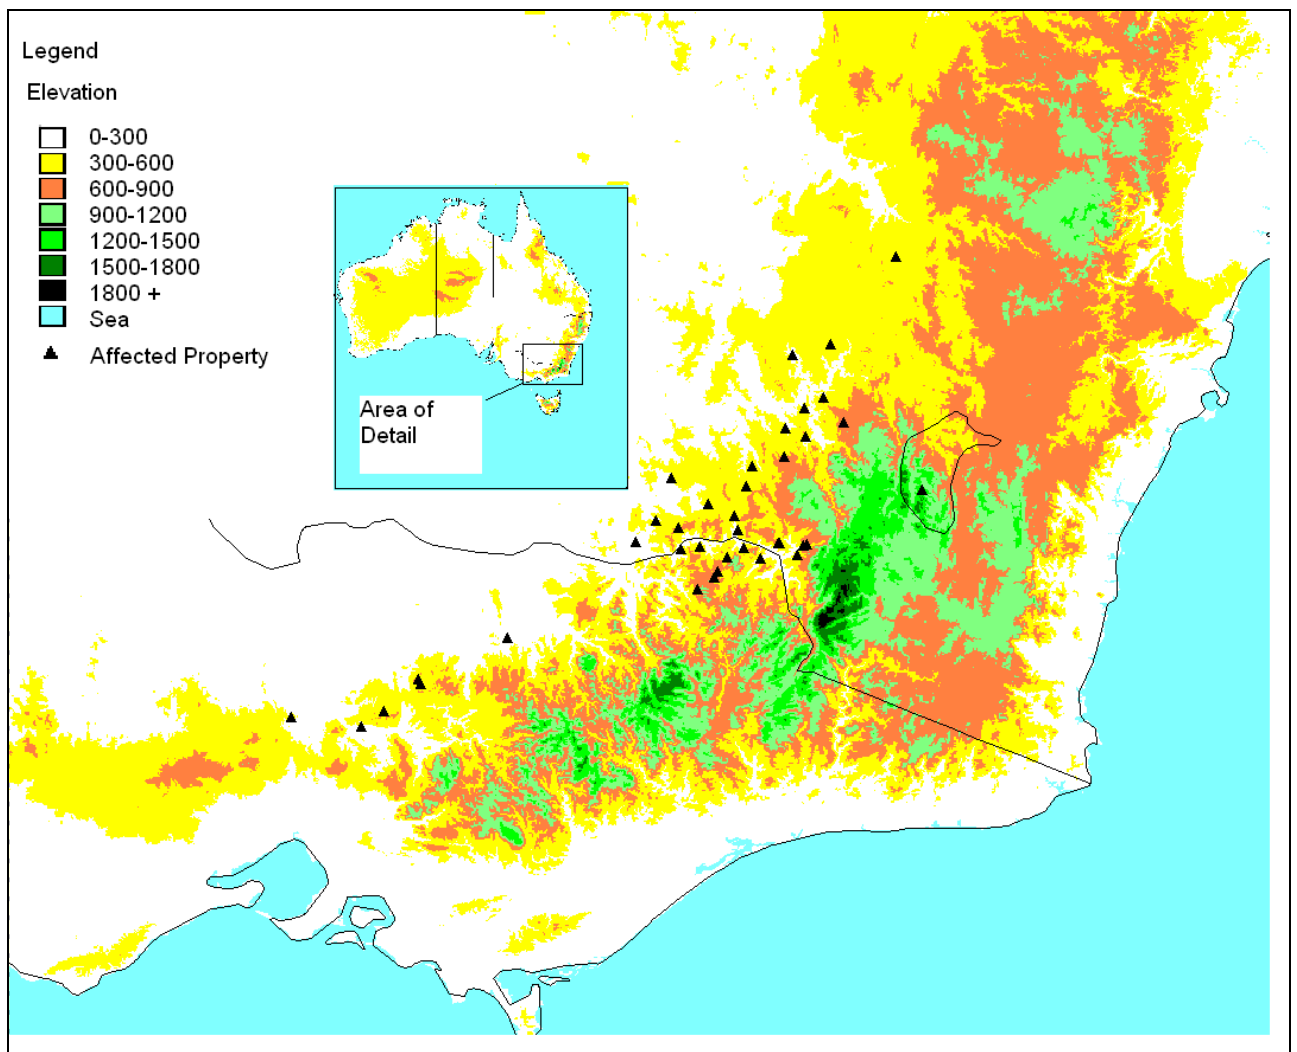 Legend
Elevation
0-300
300-600
600-900
900-1200
1200-1500
1500-1800
1800 +
Sea
Affected Property
Area of
Detail